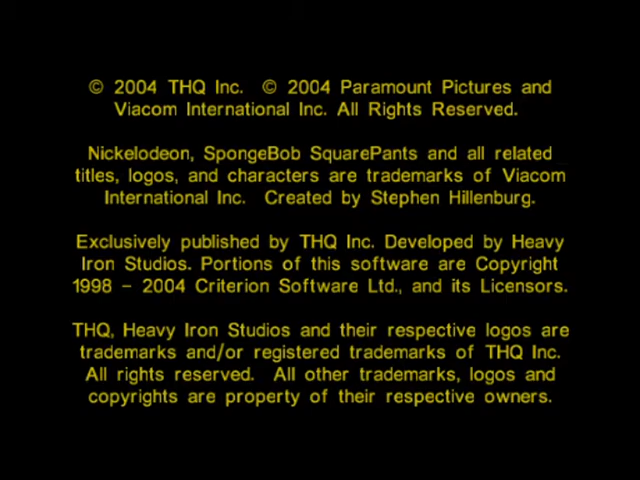 © 2004 THQ Inc. © 2004 Paramount Pictures and
Viacom International Inc. All Rights Reserved.
Nickelodeon, SpongeBob SquarePants and all related
titles, logos, and characters are trademarks of Viacom
International Inc. Created by Stephen Hillenburg.
Exclusively published by THQ Inc. Developed by Heavy
Iron Studios. Portions of this software are Copyright
1998 - 2004 Criterion Software Ltd., and its Licensors.
THQ, Heavy Iron Studios and their respective logos are
trademarks and/or registered trademarks of THQ Inc.
All rights reserved. All other trademarks, logos and
copyrights are property of their respective owners.